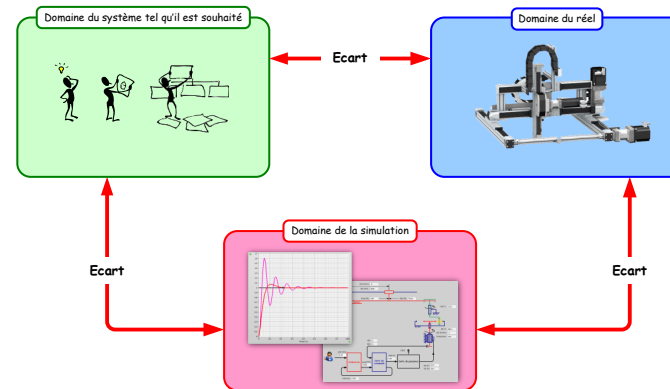 Domaine du système tel qu'il est souhaité
Domaine du réel
Ecart
Domaine de la simulation
Ecart
Ecart